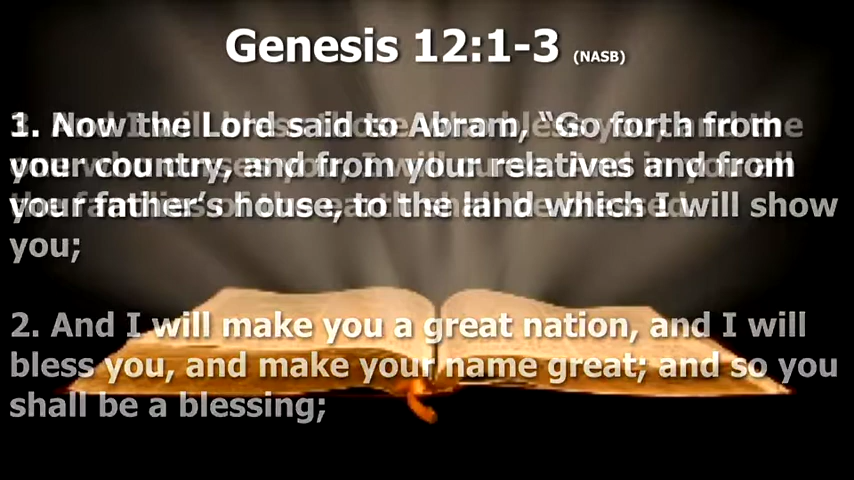 Genesis 12:1-3 (NASB)
1. Now the Lord said to Abram, “Go forth from
your country, and from your relatives and from
your father’s house, to the land which I will show
you;
2. And I will make you a great nation, and I will
bless you, and make your name great; and so you
shall be a blessing;